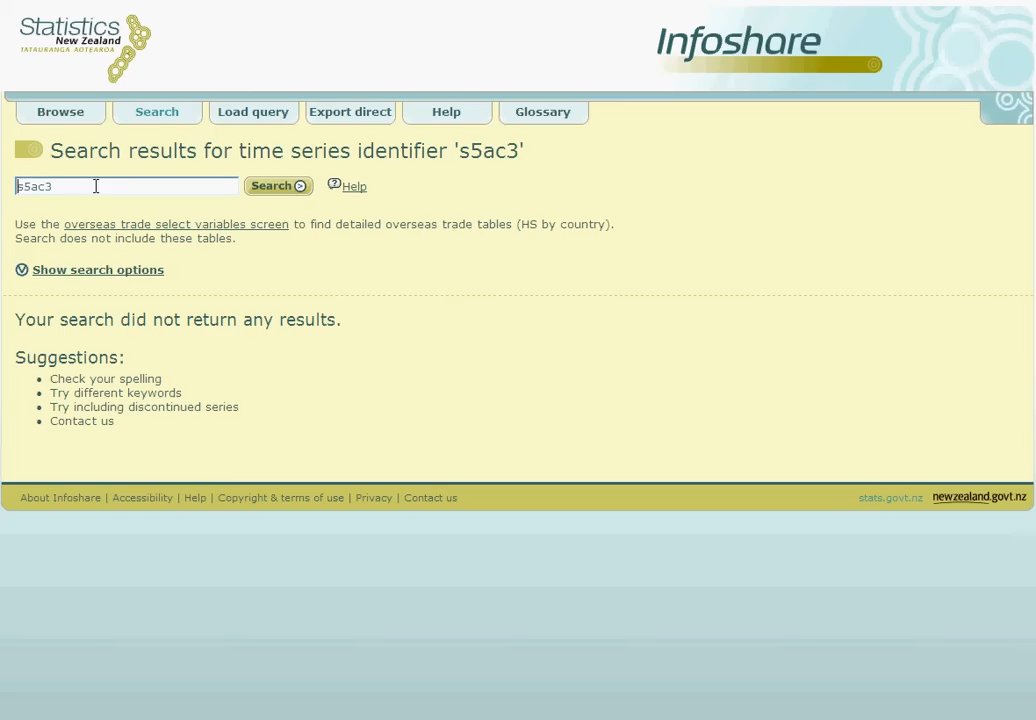 Statistics
New Zealand
TATAURANGA AOTEAROA
Infoshare
Browse Search Load query Export direct Help Glossary
Search results for time series identifier 's5ac3'
s5ac3 Search Help
Use the overseas trade select variables screen to find detailed overseas trade tables (HS by country).
Search does not include these tables.
Show search options
Your search did not return any results.
Suggestions:
• Check your spelling
• Try different keywords
• Try including discontinued series
• Contact us
About Infoshare | Accessibility | Help | Copyright & terms of use | Privacy | Contact us stats.govt.nz newzealand.govt.nz